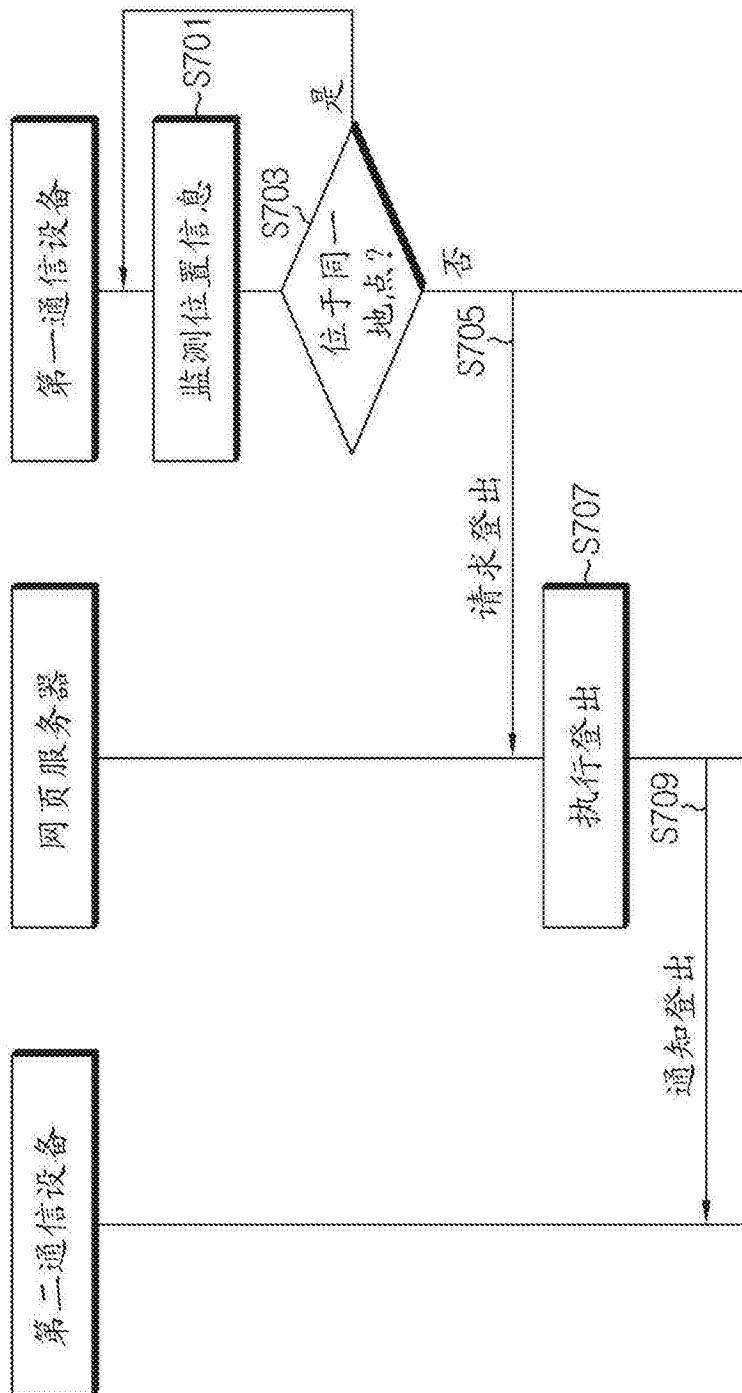 第二通信设备
网页服务器
第一通信设备
监测位置信息
S701
位于同一
地点?
S703
是
否
S705
请求登出
执行登出
S707
S709
通知登出